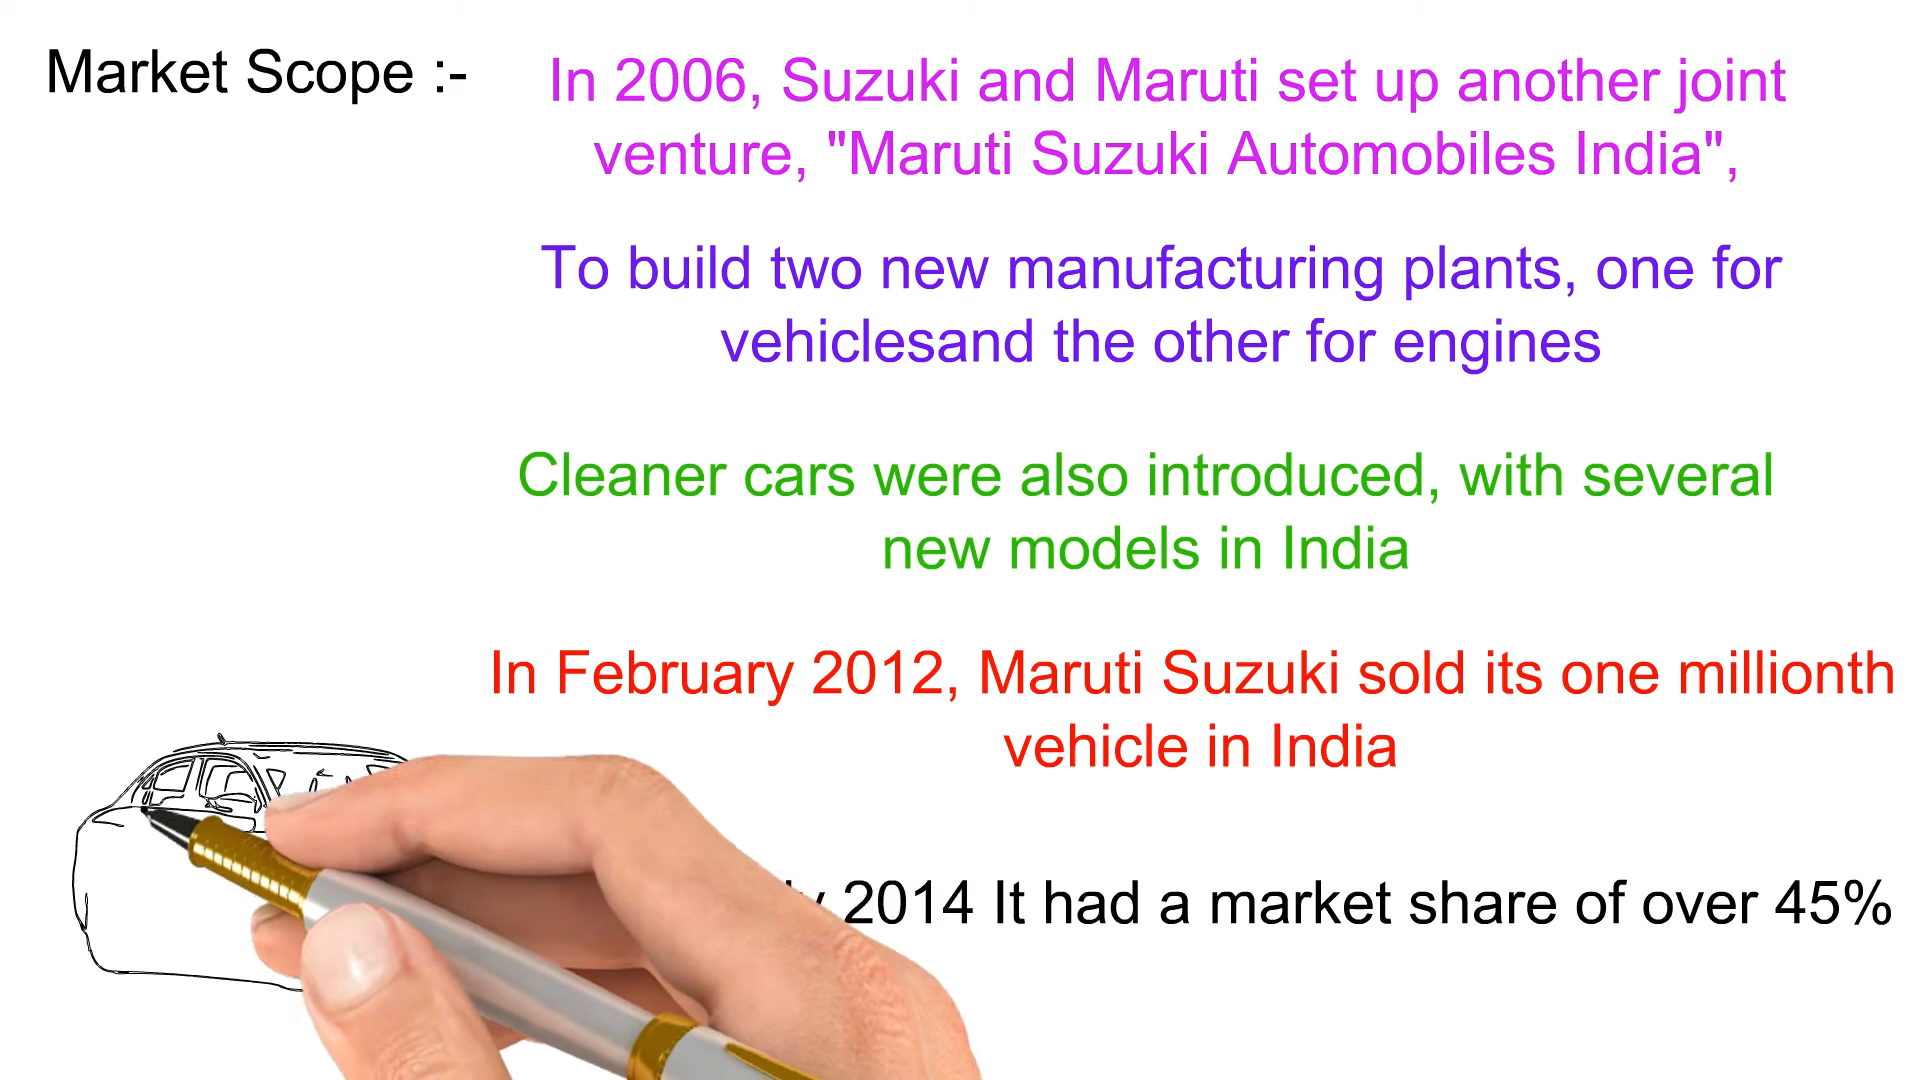 Market Scope :-
In 2006, Suzuki and Maruti set up another joint
venture, "Maruti Suzuki Automobiles India",
To build two new manufacturing plants, one for
vehiclesand the other for engines
Cleaner cars were also introduced, with several
new models in India
In February 2012, Maruti Suzuki sold its one millionth
vehicle in India
2014 It had a market share of over 45%